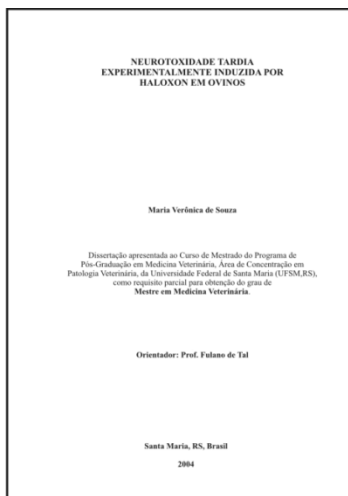 NEUROTOXIDADE TARDIA
EXPERIMENTALMENTE INDUZIDA POR
HALOXON EM OVINOS
Maria Verônica de Souza
Dissertação apresentada ao Curso de Mestrado do Programa de
Pós-Graduação em Medicina Veterinária, Área de Concentração em
Patologia Veterinária, da Universidade Federal de Santa Maria (UFSM,RS),
como requisito parcial para obtenção do grau de
Mestre em Medicina Veterinária.
Orientador: Prof. Fulano de Tal
Santa Maria, RS, Brasil
2004